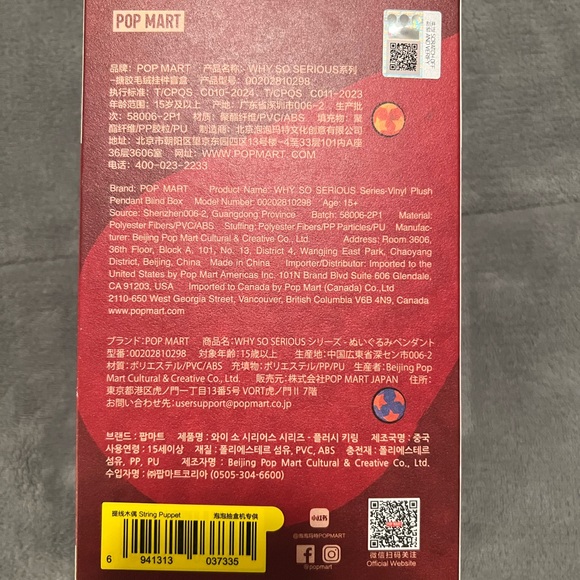 POP MART
品牌：POP MART 产品名称：WHY SO SERIOUS系列
-搪胶毛绒挂件盲盒 产品型号：00202810298
执行标准：T/CPQS C010-2024，T/CPQS C011-2023
年龄范围：15岁及以上 产地：广东省深圳市006-2 生产批
次：58006-2P1 材质：聚酯纤维/PVC/ABS 填充物：聚
酯纤维/PP胶粒/PU 制造商：北京泡泡玛特文化创意有限公司
地址：北京市朝阳区望京东园四区13号楼-4至33层101内A座
36层3606室 网址：WWW.POPMART.COM
电话：400-023-2233
Brand: POP MART Product Name: WHY SO SERIOUS Series-Vinyl Plush
Pendant Blind Box Model Number: 00202810298 Age: 15+
Source: Shenzhen006-2, Guangdong Province Batch: 58006-2P1 Material:
Polyester Fibers/PVC/ABS Stuffing: Polyester Fibers/PP Particles/PU Manufac-
turer: Beijing Pop Mart Cultural & Creative Co., Ltd. Address: Room 3606,
36th Floor, Block A, 101, No. 13, District 4, Wangjing East Park, Chaoyang
District, Beijing, China Made in China Importer/Distributor: Imported to the
United States by Pop Mart Americas Inc. 101N Brand Blvd Suite 606 Glendale,
CA 91203, USA Imported to Canada by Pop Mart (Canada) Co., Ltd
2110-650 West Georgia Street, Vancouver, British Columbia V6B 4N9, Canada
www.popmart.com
ブランド：POP MART 商品名：WHY SO SERIOUS シリーズ - ぬいぐるみペンダント
型番：00202810298 対象年齢：15歳以上 生産地：中国広東省深セン市006-2
材質：ポリエステル/PVC/ABS 充填物：ポリエステル/PP/PU 生産者：Beijing Pop
Mart Cultural & Creative Co., Ltd. 販売元：株式会社POP MART JAPAN 住所：
東京都港区虎ノ門一丁目13番5号 VORT虎ノ門II 7階
お問い合わせ先：usersupport@popmart.co.jp
브랜드 : 팝마트 제품명 : 와이 소 시리어스 시리즈 - 플러시 키링 제조국명 : 중국
사용연령 : 15세이상 재질 : 폴리에스테르 섬유, PVC, ABS 충전재 : 폴리에스테르
섬유, PP, PU 제조자명 : Beijing Pop Mart Cultural & Creative Co., Ltd.
수입자명 : ㈜팝마트코리아 (0505-304-6600)
提线木偶 String Puppet 泡泡抽盒机专供
6 941313 037335
小红书
@泡泡玛特POPMART
@popmart
微信扫码关注
Official Website